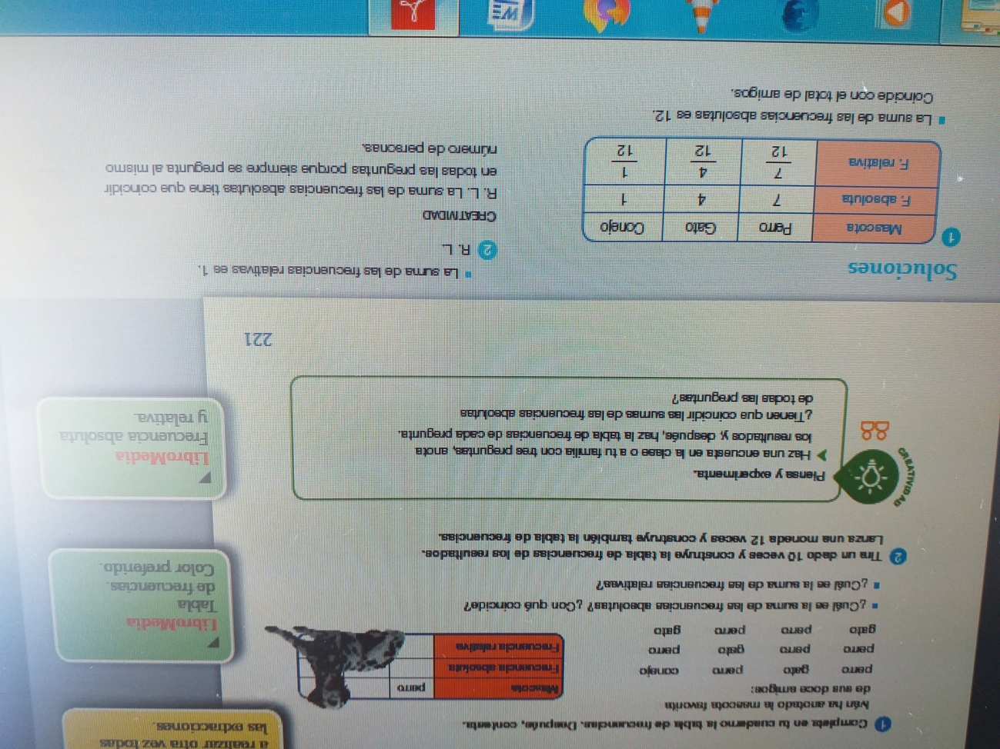 a realizar otra vez todas
las extracciones.
1 Completa en tu cuaderno la tabla de frecuencias. Después, contesta.
Iván ha anotado la mascota favorita
de sus doce amigos:
perro gato perro conejo
perro perro gato perro
gato perro perro gato
Mascota perro
Frecuencia absoluta
Frecuencia relativa
¿Cuál es la suma de las frecuencias absolutas? ¿Con qué coincide?
¿Cuál es la suma de las frecuencias relativas?
LibroMedia
Tabla
de frecuencias.
Color preferido.
2 Tira un dado 10 veces y construye la tabla de frecuencias de los resultados.
Lanza una moneda 12 veces y construye también la tabla de frecuencias.
CREATIVIDAD
Piensa y experimenta.
Haz una encuesta en la clase o a tu familia con tres preguntas, anota
los resultados y, después, haz la tabla de frecuencias de cada pregunta.
¿Tienen que coincidir las sumas de las frecuencias absolutas
de todas las preguntas?
LibroMedia
Frecuencia absoluta
y relativa.
221
Soluciones
1
Mascota Perro Gato Conejo
F. absoluta 7 4 1
F. relativa 7/12 4/12 1/12
La suma de las frecuencias absolutas es 12.
Coincide con el total de amigos.
La suma de las frecuencias relativas es 1.
2 R. L.
CREATIVIDAD
R. L. La suma de las frecuencias absolutas tiene que coincidir
en todas las preguntas porque siempre se pregunta al mismo
número de personas.
W